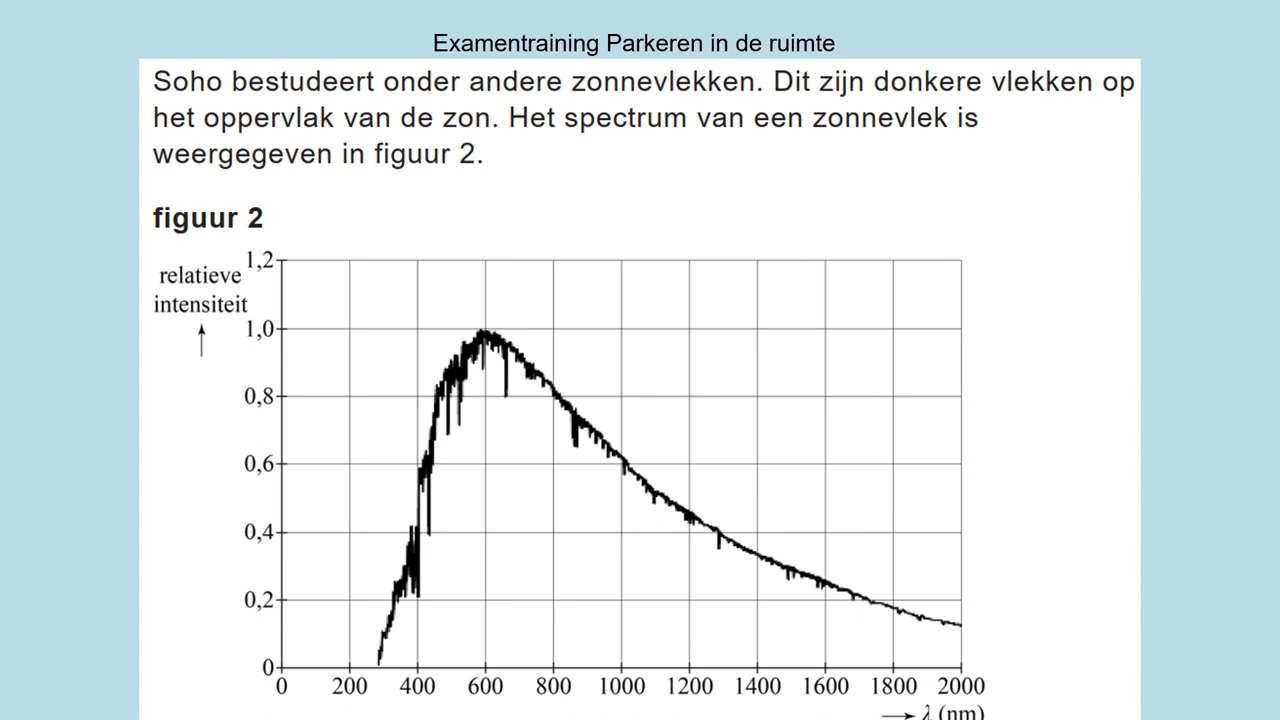 Examentraining Parkeren in de ruimte
Soho bestudeert onder andere zonnevlekken. Dit zijn donkere vlekken op
het oppervlak van de zon. Het spectrum van een zonnevlek is
weergegeven in figuur 2.
figuur 2
relatieve
intensiteit
1,2
1,0
0,8
0,6
0,4
0,2
0
0 200 400 600 800 1000 1200 1400 1600 1800 2000
λ (nm)